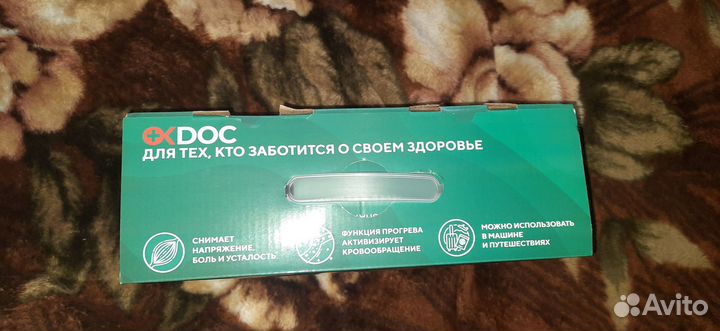 OXDOC
ДЛЯ ТЕХ, КТО ЗАБОТИТСЯ О СВОЕМ ЗДОРОВЬЕ
СНИМАЕТ
НАПРЯЖЕНИЕ,
БОЛЬ И УСТАЛОСТЬ
ФУНКЦИЯ ПРОГРЕВА
АКТИВИЗИРУЕТ
КРОВООБРАЩЕНИЕ
МОЖНО ИСПОЛЬЗОВАТЬ
В МАШИНЕ
И ПУТЕШЕСТВИЯХ
Avito